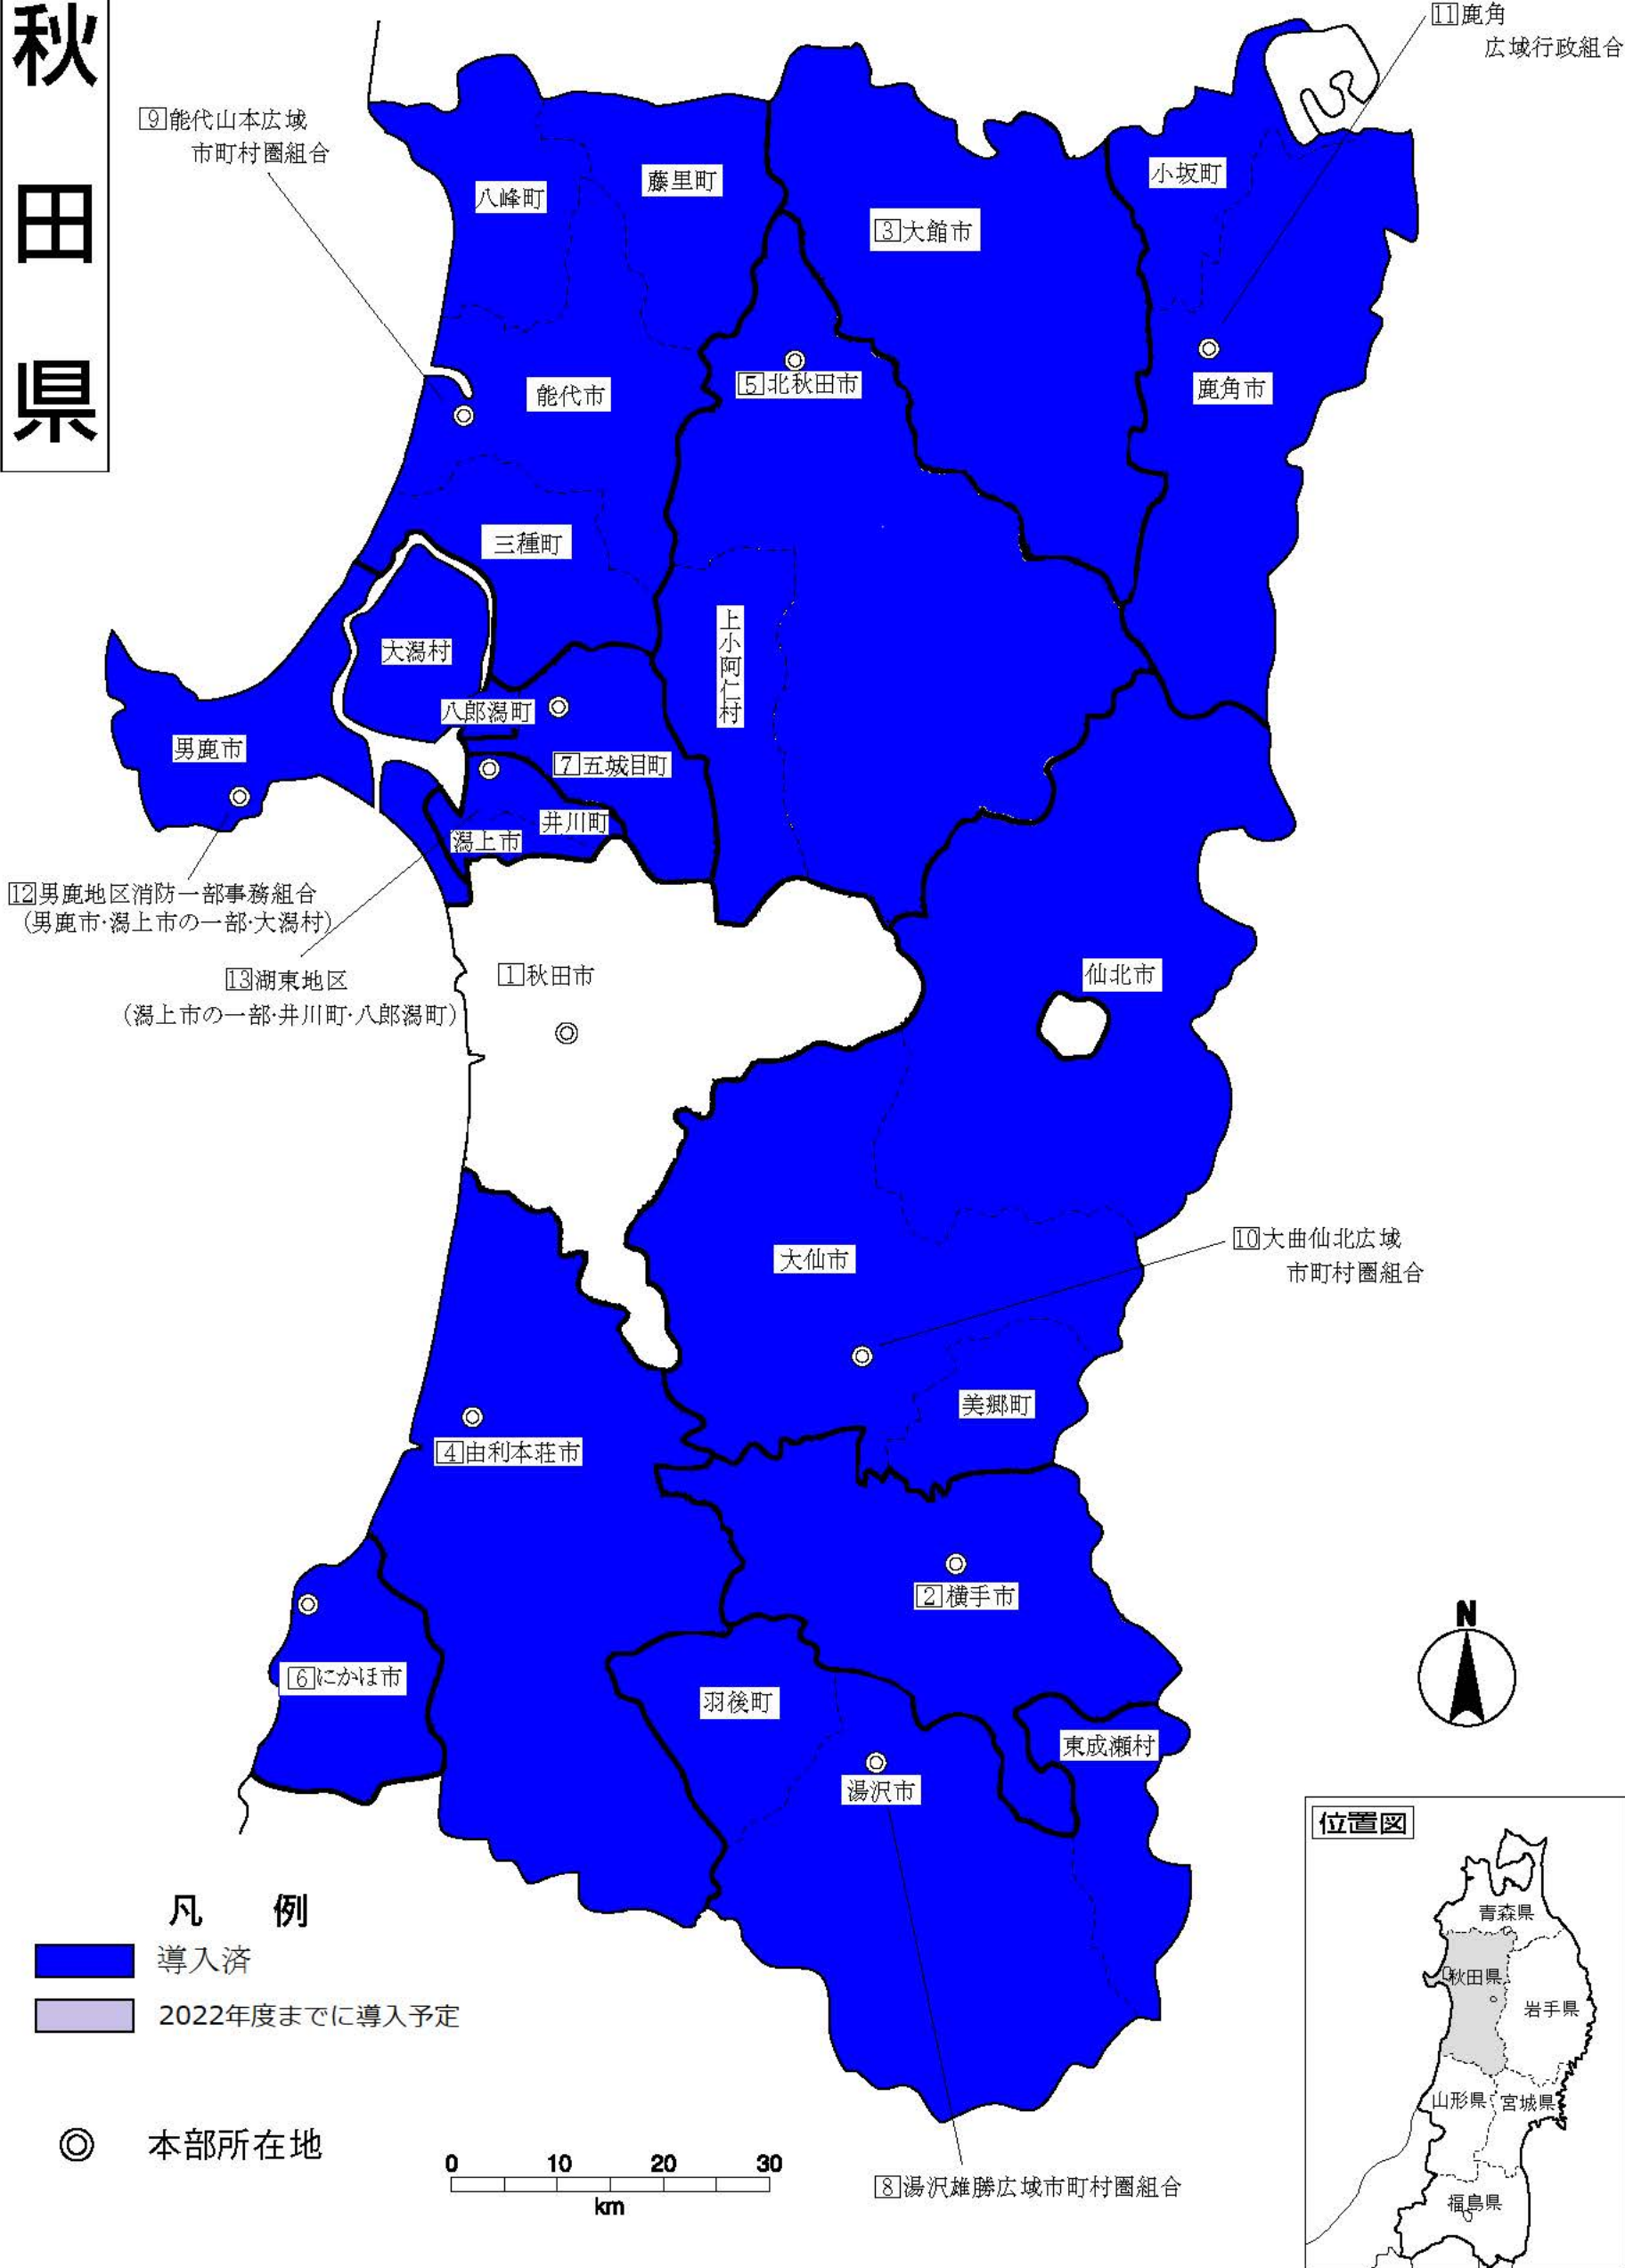 秋田県
11鹿角
広域行政組合
9能代山本広域
市町村圏組合
八峰町
藤里町
小坂町
3大館市
5北秋田市
鹿角市
能代市
三種町
上小阿仁村
大潟村
八郎潟町
男鹿市
7五城目町
井川町
潟上市
12男鹿地区消防一部事務組合
(男鹿市・潟上市の一部・大潟村)
13湖東地区
(潟上市の一部・井川町・八郎潟町)
1秋田市
仙北市
大仙市
10大曲仙北広域
市町村圏組合
美郷町
4由利本荘市
2横手市
6にかほ市
羽後町
東成瀬村
湯沢市
N
凡 例
導入済
2022年度までに導入予定
本部所在地
0 10 20 30
km
8湯沢雄勝広域市町村圏組合
位置図
青森県
秋田県
岩手県
山形県
宮城県
福島県